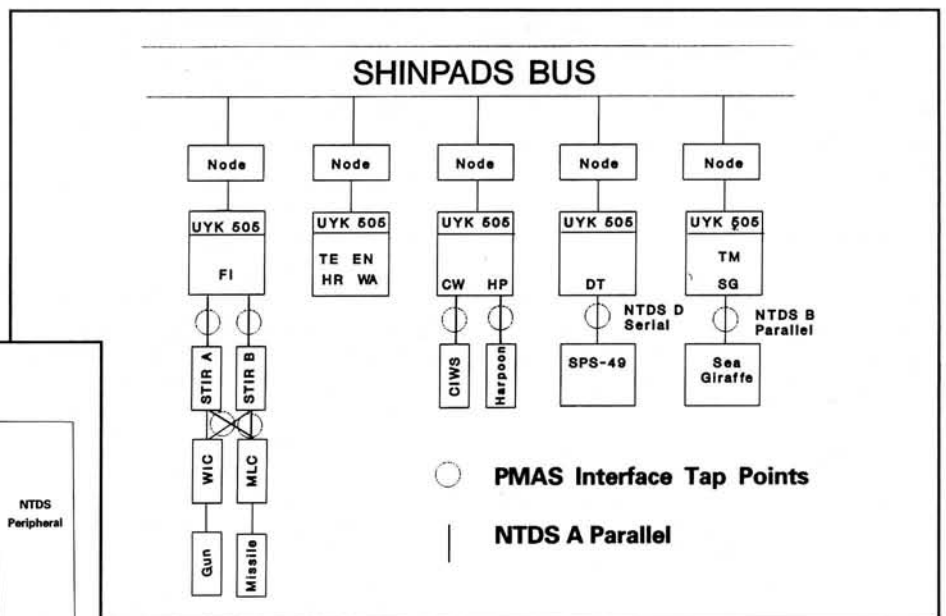 SHINPADS BUS
Node Node Node Node Node
UYK 505 UYK 505 UYK 505 UYK 505 UYK 505
FI
TE EN
HR WA
CW HP
DT
TM
SG
NTDS D
Serial
NTDS B
Parallel
STIR A
STIR B
CIWS
Harpoon
SPS-49
Sea
Giraffe
WIC
MLC
Gun
Missile
PMAS Interface Tap Points
NTDS A Parallel
NTDS
Peripheral